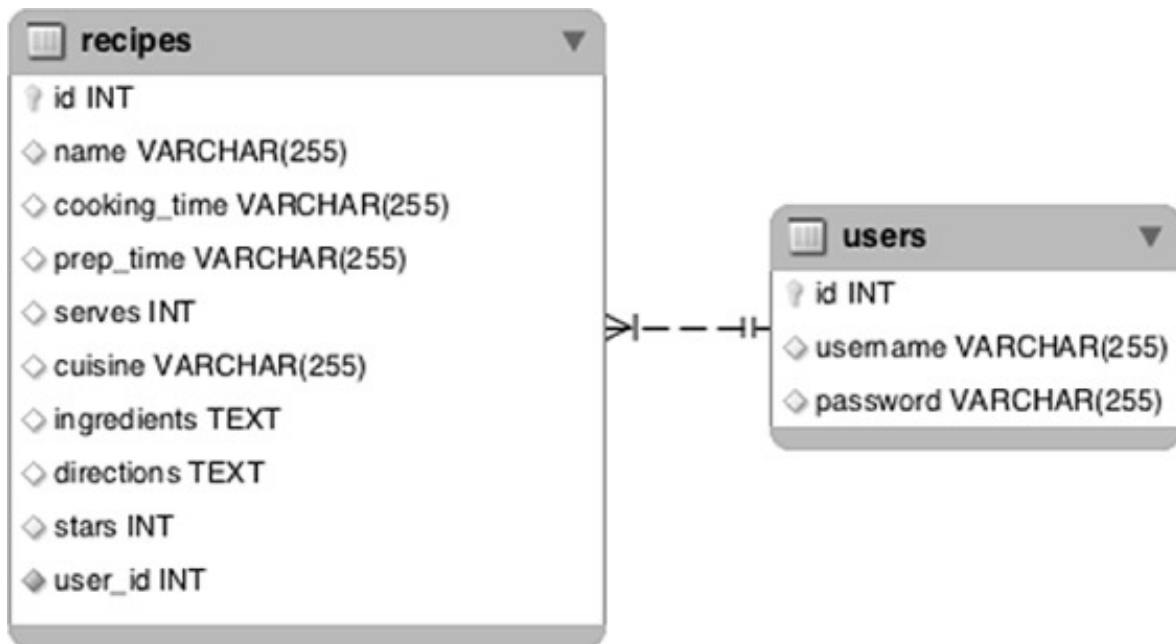 recipes
id INT
name VARCHAR(255)
cooking_time VARCHAR(255)
prep_time VARCHAR(255)
serves INT
cuisine VARCHAR(255)
ingredients TEXT
directions TEXT
stars INT
user_id INT
users
id INT
username VARCHAR(255)
password VARCHAR(255)